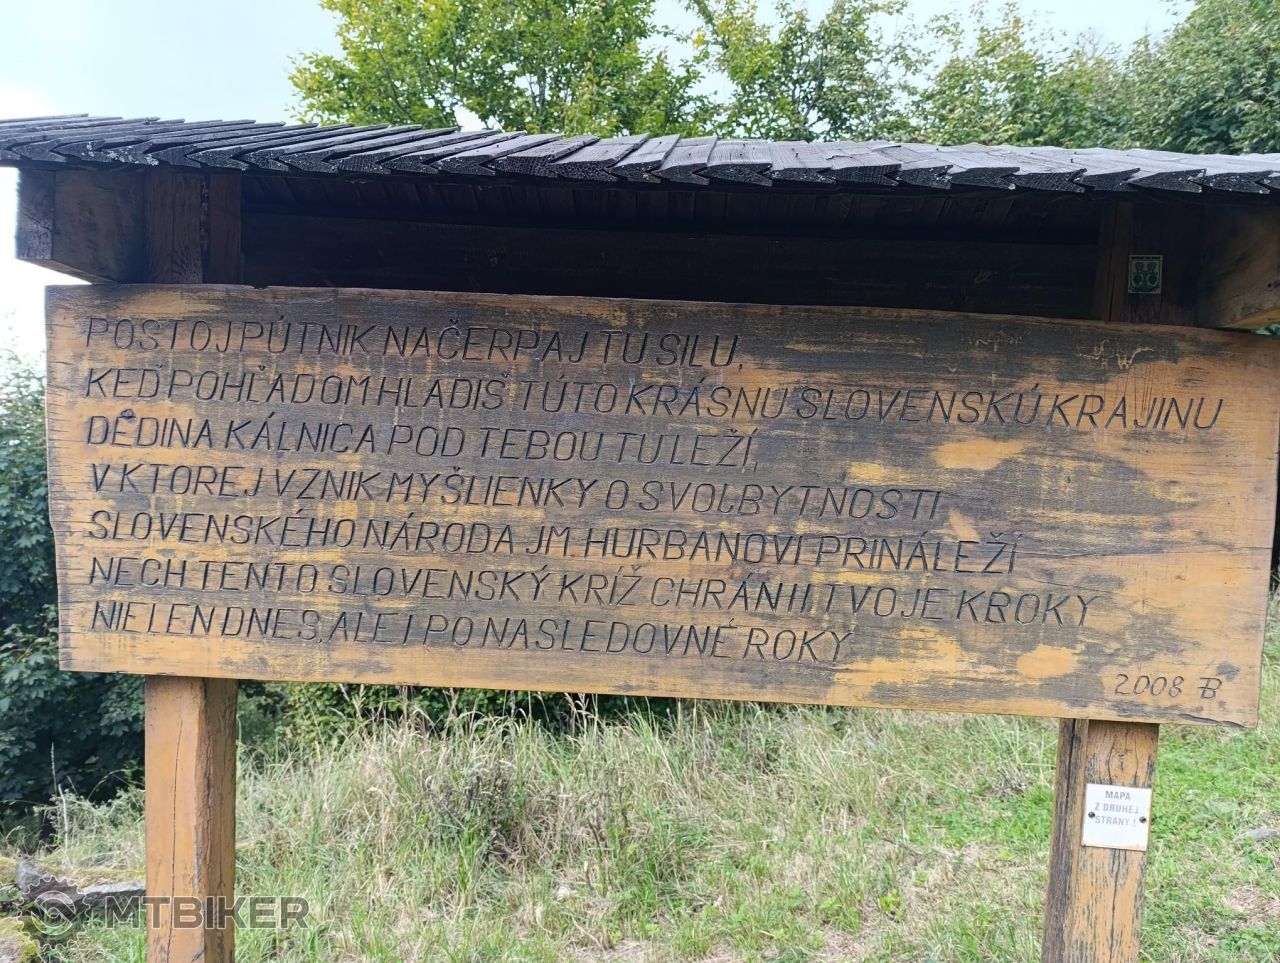 POSTOJ PÚTNIK NAČERPAJ TU SILU,
KEĎ POHĽADOM HLADIŠ TÚTO KRÁSNU SLOVENSKÚ KRAJINU
DĚDINA KÁLNICA POD TEBOU TU LEŽÍ,
V KTOREJ VZNIK MYŠLIENKY O SVOJBYTNOSTI
SLOVENSKÉHO NÁRODA JM. HURBANOVI PRINÁLEŽÍ
NECH TENTO SLOVENSKÝ KRÍŽ CHRÁNI I TVOJE KROKY
NIELEN DNES, ALE I PO NASLEDOVNÉ ROKY
2008 B
MAPA
Z DRUHEJ
STRANY !
MTBIKER